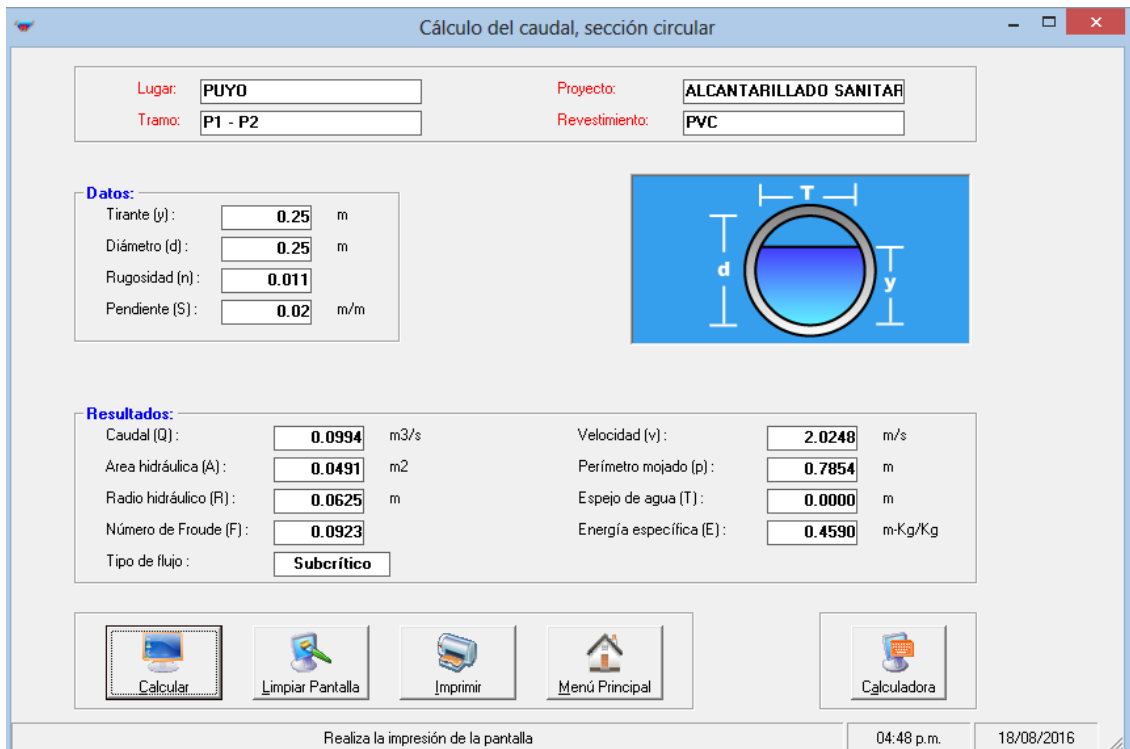 Cálculo del caudal, sección circular
Lugar: PUYO Proyecto: ALCANTARILLADO SANITAR
Tramo: P1 - P2 Revestimiento: PVC
Datos:
Tirante (y) : 0.25 m
Diámetro (d) : 0.25 m
Rugosidad (n) : 0.011
Pendiente (S) : 0.02 m/m
T
d
y
Resultados:
Caudal (Q) : 0.0994 m3/s Velocidad (v) : 2.0248 m/s
Area hidráulica (A) : 0.0491 m2 Perímetro mojado (p) : 0.7854 m
Radio hidráulico (R) : 0.0625 m Espejo de agua (T) : 0.0000 m
Número de Froude (F) : 0.0923 Energía específica (E) : 0.4590 m-Kg/Kg
Tipo de flujo : Subcrítico
Calcular Limpiar Pantalla Imprimir Menú Principal Calculadora
Realiza la impresión de la pantalla 04:48 p.m. 18/08/2016